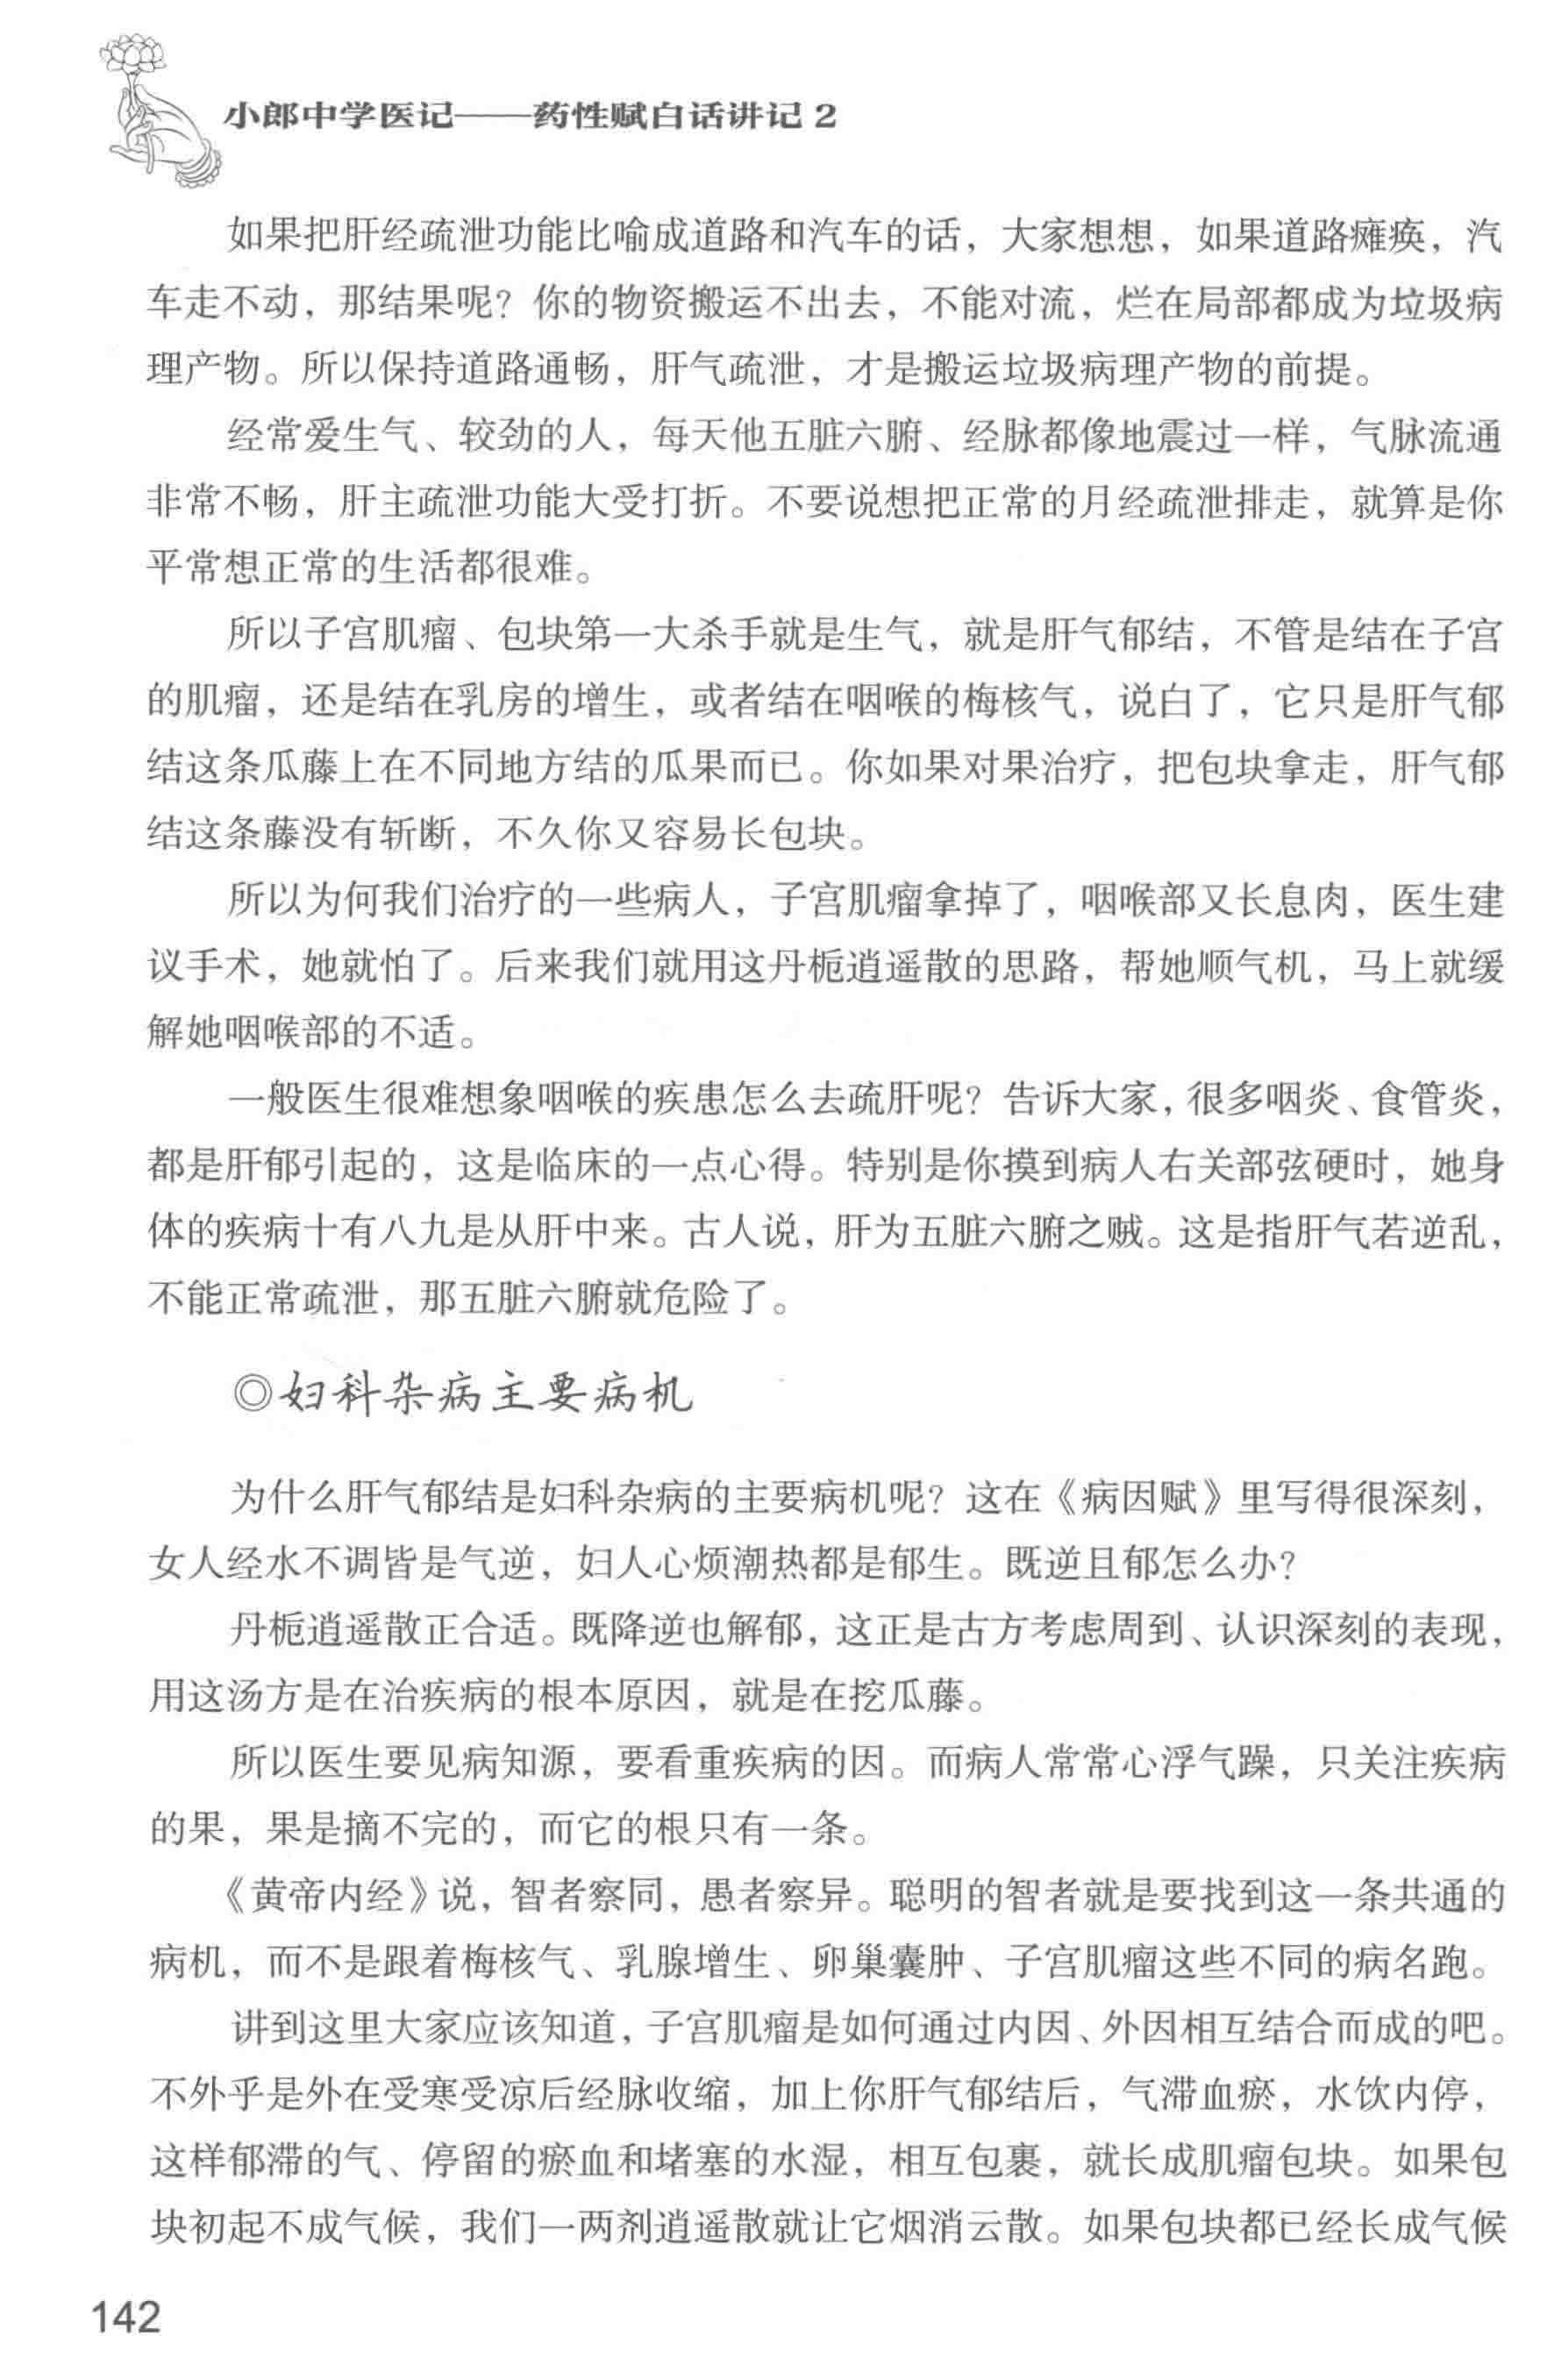 小郎中学医记——药性赋白话讲记2
如果把肝经疏泄功能比喻成道路和汽车的话，大家想想，如果道路瘫痪，汽
车走不动，那结果呢？你的物资搬运不出去，不能对流，烂在局部都成为垃圾病
理产物。所以保持道路通畅，肝气疏泄，才是搬运垃圾病理产物的前提。
经常爱生气、较劲的人，每天他五脏六腑、经脉都像地震过一样，气脉流通
非常不畅，肝主疏泄功能大受打折。不要说想把正常的月经疏泄排走，就算是你
平常想正常的生活都很难。
所以子宫肌瘤、包块第一大杀手就是生气，就是肝气郁结，不管是结在子宫
的肌瘤，还是结在乳房的增生，或者结在咽喉的梅核气，说白了，它只是肝气郁
结这条瓜藤上在不同地方结的瓜果而已。你如果对果治疗，把包块拿走，肝气郁
结这条藤没有斩断，不久你又容易长包块。
所以为何我们治疗的一些病人，子宫肌瘤拿掉了，咽喉部又长息肉，医生建
议手术，她就怕了。后来我们就用这丹栀逍遥散的思路，帮她顺气机，马上就缓
解她咽喉部的不适。
一般医生很难想象咽喉的疾患怎么去疏肝呢？告诉大家，很多咽炎、食管炎，
都是肝郁引起的，这是临床的一点心得。特别是你摸到病人右关部弦硬时，她身
体的疾病十有八九是从肝中来。古人说，肝为五脏六腑之贼。这是指肝气若逆乱，
不能正常疏泄，那五脏六腑就危险了。
◎妇科杂病主要病机
为什么肝气郁结是妇科杂病的主要病机呢？这在《病因赋》里写得很深刻，
女人经水不调皆是气逆，妇人心烦潮热都是郁生。既逆且郁怎么办？
丹栀逍遥散正合适。既降逆也解郁，这正是古方考虑周到、认识深刻的表现，
用这汤方是在治疾病的根本原因，就是在挖瓜藤。
所以医生要见病知源，要看重疾病的因。而病人常常心浮气躁，只关注疾病
的果，果是摘不完的，而它的根只有一条。
《黄帝内经》说，智者察同，愚者察异。聪明的智者就是要找到这一条共通的
病机，而不是跟着梅核气、乳腺增生、卵巢囊肿、子宫肌瘤这些不同的病名跑。
讲到这里大家应该知道，子宫肌瘤是如何通过内因、外因相互结合而成的吧。
不外乎是外在受寒受凉后经脉收缩，加上你肝气郁结后，气滞血瘀，水饮内停，
这样郁滞的气、停留的瘀血和堵塞的水湿，相互包裹，就长成肌瘤包块。如果包
块初起不成气候，我们一两剂逍遥散就让它烟消云散。如果包块都已经长成气候
142